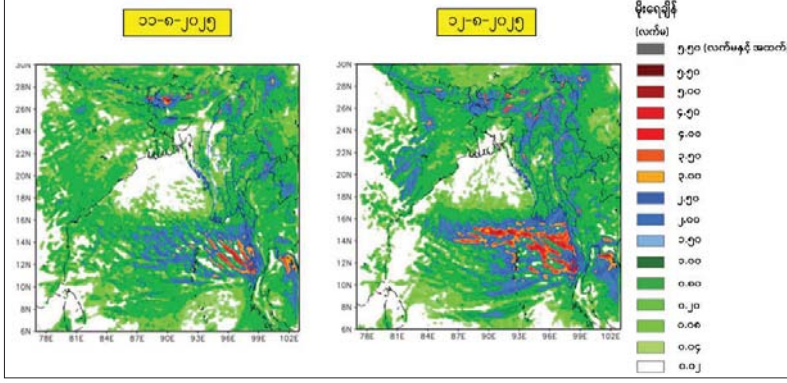 ၁၁-၈-၂၀၂၅
၁၂-၈-၂၀၂၅
မိုးရေချိန်
(လက်မ)
၅.၅၀ (လက်မနှင့် အထက်)
၅.၅၀
၅.၀၀
၄.၅၀
၄.၀၀
၃.၅၀
၃.၀၀
၂.၅၀
၂.၀၀
၁.၅၀
၁.၀၀
၀.၈၀
၀.၂၀
၀.၀၈
၀.၀၄
၀.၀၂
30N
28N
26N
24N
22N
20N
18N
16N
14N
12N
10N
8N
6N
78E 81E 84E 87E 90E 93E 96E 99E 102E
30N
28N
26N
24N
22N
20N
18N
16N
14N
12N
10N
8N
6N
78E 81E 84E 87E 90E 93E 96E 99E 102E